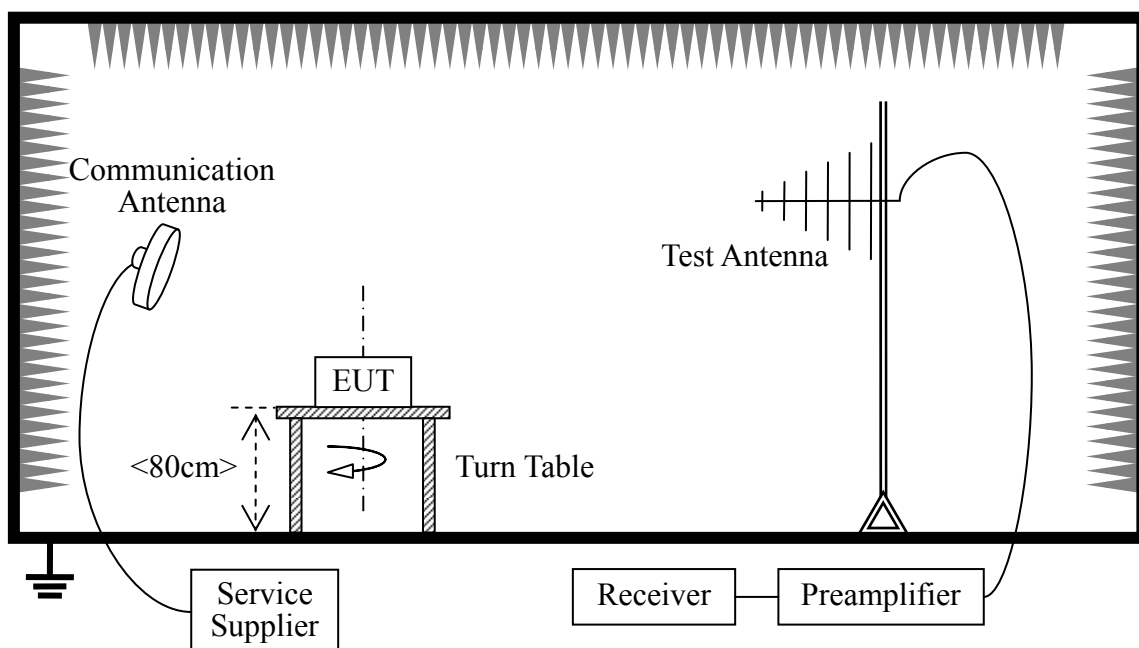 Communication
Antenna
Test Antenna
EUT
<80cm>
Turn Table
Service
Supplier
Receiver
Preamplifier